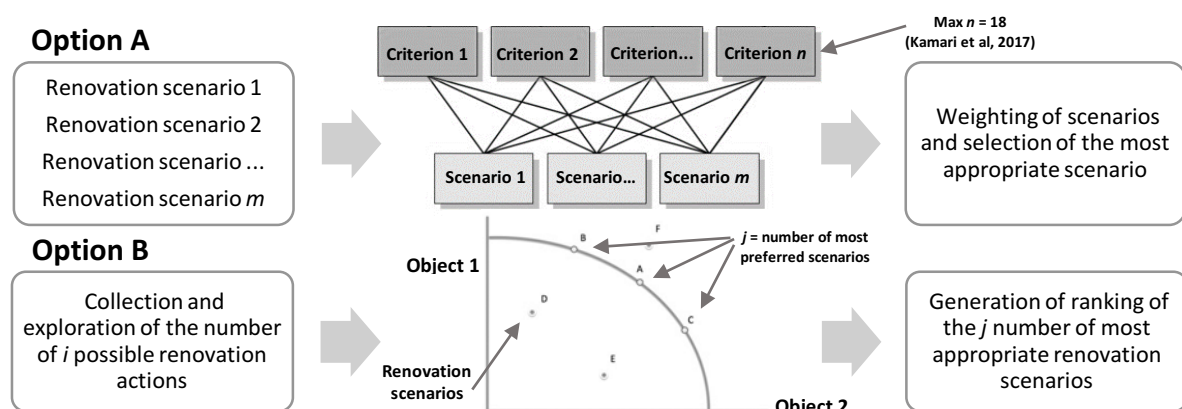 Option A
Renovation scenario 1
Renovation scenario 2
Renovation scenario ...
Renovation scenario m
Criterion 1
Criterion 2
Criterion...
Criterion n
Max n = 18
(Kamari et al, 2017)
Scenario 1
Scenario...
Scenario m
Weighting of scenarios
and selection of the most
appropriate scenario
Option B
Collection and
exploration of the number
of i possible renovation
actions
Object 1
B
F
A
D
C
E
j = number of most
preferred scenarios
Renovation
scenarios
Object 2
Generation of ranking of
the j number of most
appropriate renovation
scenarios